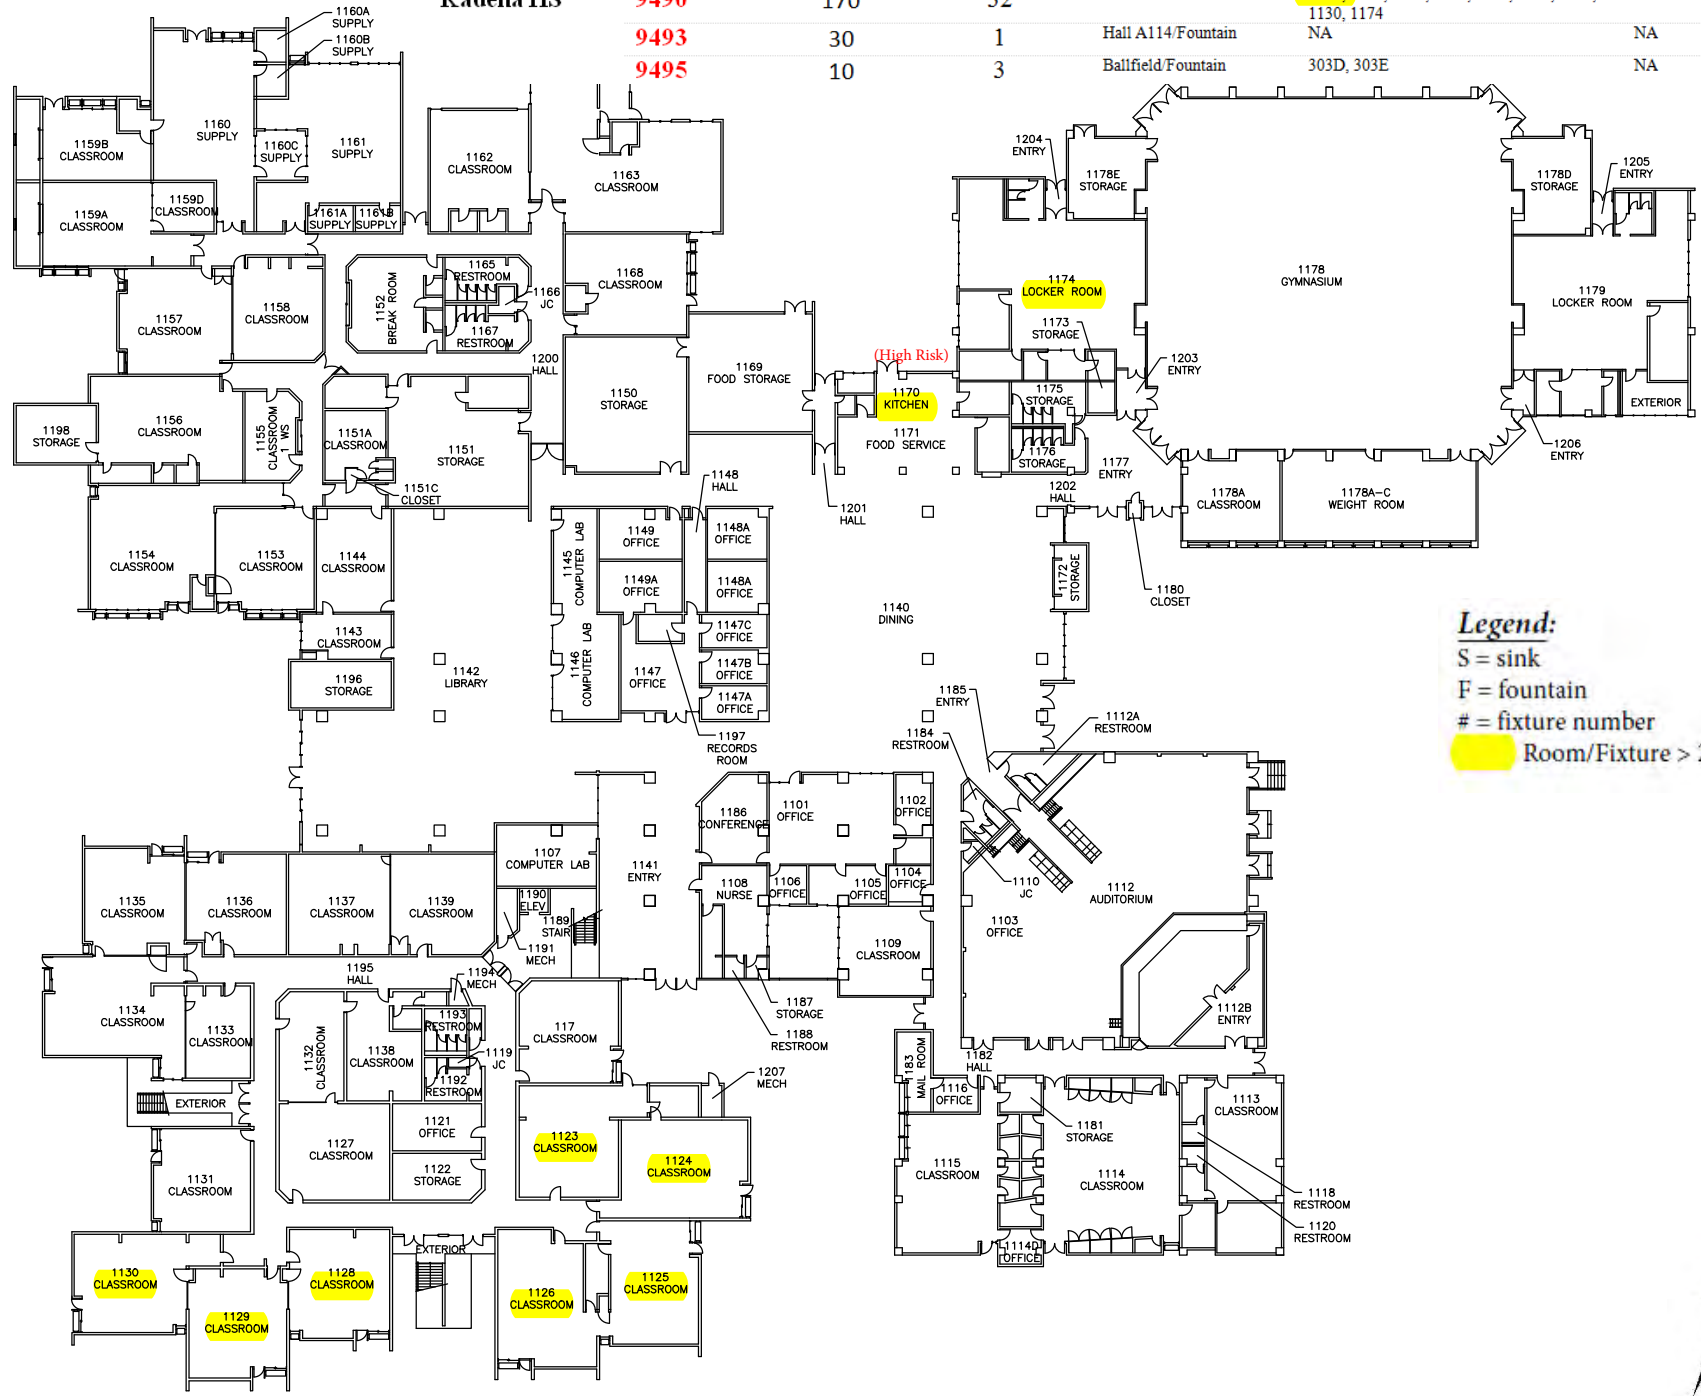 Kadena HS 9490 170 52
1130, 1174
9493 30 1 Hall A114/Fountain NA NA
9495 10 3 Ballfield/Fountain 303D, 303E NA
1160A
SUPPLY
1160B
SUPPLY
1160
SUPPLY
1159B
CLASSROOM
1160C
SUPPLY
1161
SUPPLY
1162
CLASSROOM
1163
CLASSROOM
1159A
CLASSROOM
1159D
CLASSROOM
1161A
SUPPLY
1161B
SUPPLY
1204
ENTRY
1178E
STORAGE
1178D
STORAGE
1205
ENTRY
1178
GYMNASIUM
1174
LOCKER ROOM
1179
LOCKER ROOM
1173
STORAGE
1165
RESTROOM
1166
JC
1167
RESTROOM
1152
BREAK ROOM
1168
CLASSROOM
1157
CLASSROOM
1158
CLASSROOM
1200
HALL
1169
FOOD STORAGE
(High Risk)
1170
KITCHEN
1171
FOOD SERVICE
1175
STORAGE
1176
STORAGE
1203
ENTRY
EXTERIOR
1206
ENTRY
1177
ENTRY
1150
STORAGE
1156
CLASSROOM
1198
STORAGE
1155
CLASSROOM
1 WS
1151A
CLASSROOM
1151
STORAGE
1151C
CLOSET
1148
HALL
1201
HALL
1202
HALL
1178A
CLASSROOM
1178A-C
WEIGHT ROOM
1154
CLASSROOM
1153
CLASSROOM
1144
CLASSROOM
1145
COMPUTER LAB
1149
OFFICE
1148A
OFFICE
1149A
OFFICE
1148A
OFFICE
1172
STORAGE
1180
CLOSET
1140
DINING
1143
CLASSROOM
1196
STORAGE
1142
LIBRARY
1146
COMPUTER LAB
1147
OFFICE
1147C
OFFICE
1147B
OFFICE
1147A
OFFICE
1197
RECORDS
ROOM
Legend:
S = sink
F = fountain
# = fixture number
Room/Fixture >
1185
ENTRY
1184
RESTROOM
1112A
RESTROOM
1186
CONFERENCE
1101
OFFICE
1102
OFFICE
1107
COMPUTER LAB
1141
ENTRY
1108
NURSE
1106
OFFICE
1105
OFFICE
1104
OFFICE
1110
JC
1112
AUDITORIUM
1103
OFFICE
1135
CLASSROOM
1136
CLASSROOM
1137
CLASSROOM
1139
CLASSROOM
1190
ELEV
1189
STAIR
1191
MECH
1109
CLASSROOM
1195
HALL
1194
MECH
1187
STORAGE
1188
RESTROOM
1112B
ENTRY
1134
CLASSROOM
1133
CLASSROOM
1132
CLASSROOM
1138
CLASSROOM
1193
RESTROOM
1119
JC
1192
RESTROOM
117
CLASSROOM
1207
MECH
1183
MAIL ROOM
1182
HALL
1116
OFFICE
1181
STORAGE
1113
CLASSROOM
EXTERIOR
1131
CLASSROOM
1127
CLASSROOM
1121
OFFICE
1122
STORAGE
1123
CLASSROOM
1124
CLASSROOM
1115
CLASSROOM
1114
CLASSROOM
1118
RESTROOM
1120
RESTROOM
1114D
OFFICE
EXTERIOR
1130
CLASSROOM
1129
CLASSROOM
1128
CLASSROOM
1126
CLASSROOM
1125
CLASSROOM